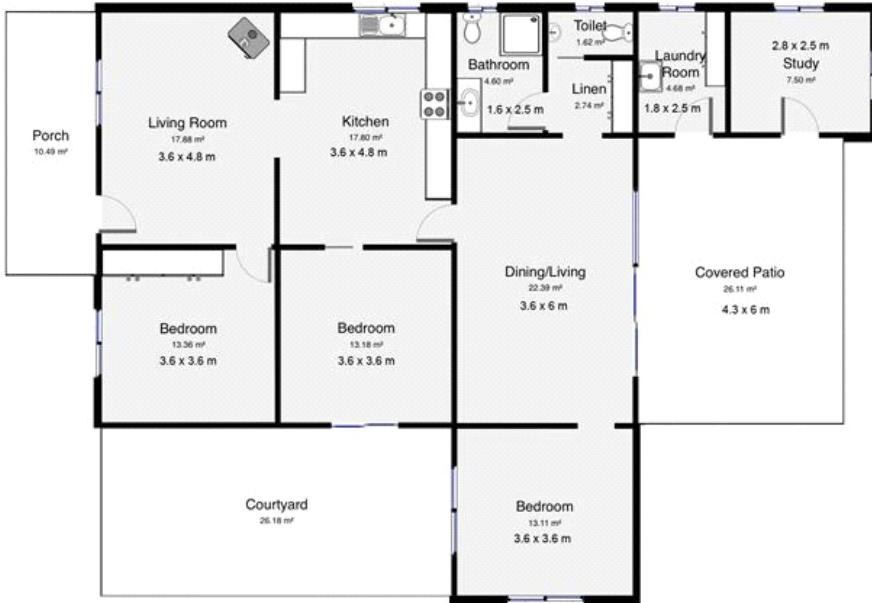 Porch
10.49 m²
Living Room
17.88 m²
3.6 x 4.8 m
Kitchen
17.80 m²
3.6 x 4.8 m
Bathroom
4.60 m²
1.6 x 2.5 m
Toilet
1.62 m²
Linen
2.74 m²
Laundry
Room
4.68 m²
1.8 x 2.5 m
2.8 x 2.5 m
Study
7.50 m²
Bedroom
13.36 m²
3.6 x 3.6 m
Bedroom
13.18 m²
3.6 x 3.6 m
Dining/Living
22.39 m²
3.6 x 6 m
Covered Patio
26.11 m²
4.3 x 6 m
Courtyard
26.18 m²
Bedroom
13.11 m²
3.6 x 3.6 m